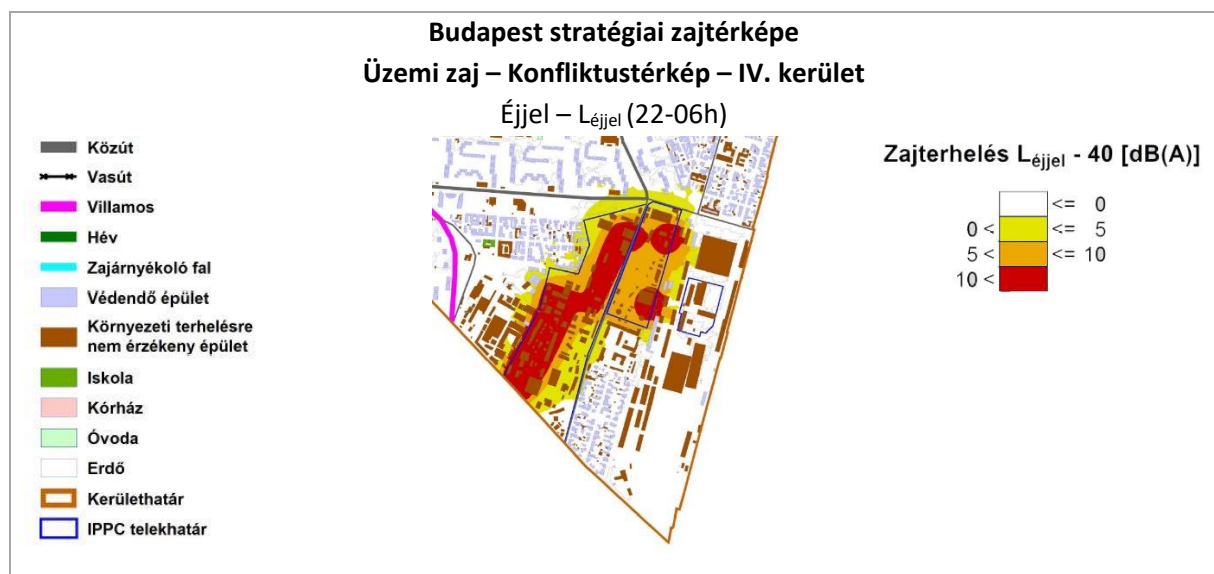 Budapest stratégiai zajtérképe
Üzemi zaj – Konfliktustérkép – IV. kerület
Éjjel – Léjjel (22-06h)
Közút
Vasút
Villamos
Hév
Zajárnyékoló fal
Védendő épület
Környezeti terhelésre
nem érzékeny épület
Iskola
Kórház
Óvoda
Erdő
Kerülethatár
IPPC telekhatár
Zajterhelés Léjjel - 40 [dB(A)]
<= 0
0 < <= 5
5 < <= 10
10 <